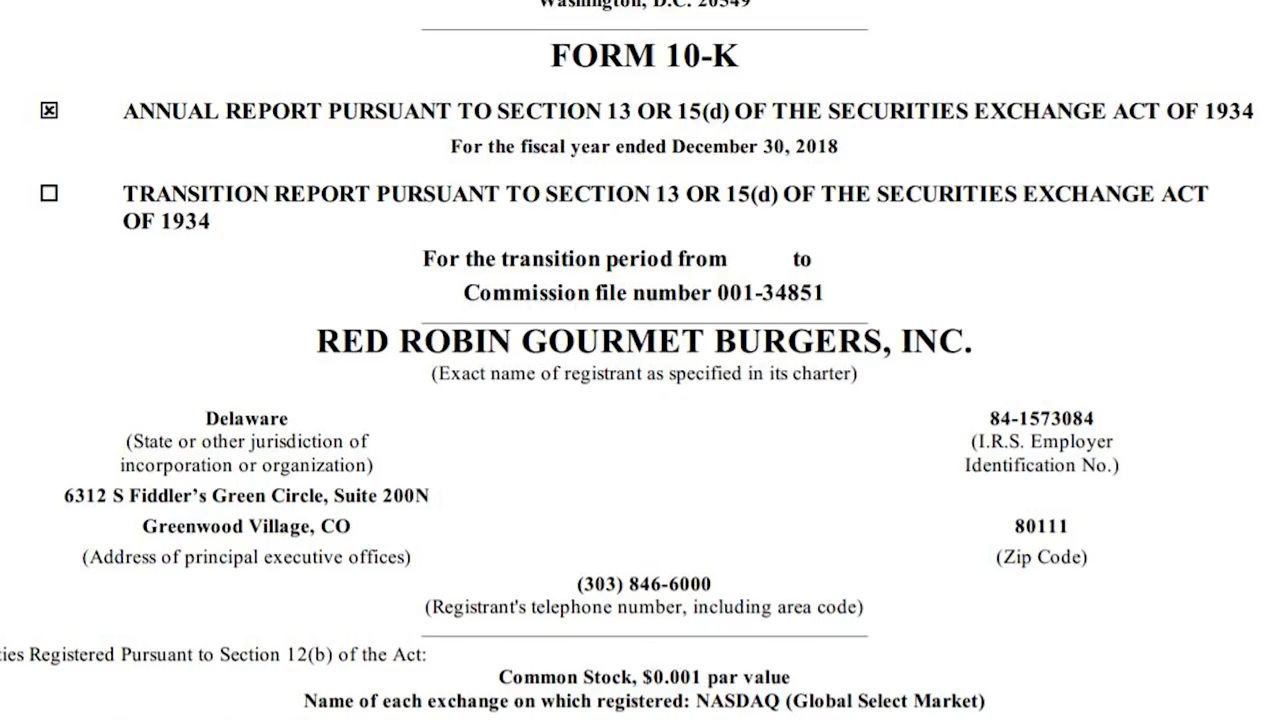 Washington, D.C. 20549
FORM 10-K
☒ ANNUAL REPORT PURSUANT TO SECTION 13 OR 15(d) OF THE SECURITIES EXCHANGE ACT OF 1934
For the fiscal year ended December 30, 2018
☐ TRANSITION REPORT PURSUANT TO SECTION 13 OR 15(d) OF THE SECURITIES EXCHANGE ACT
OF 1934
For the transition period from to
Commission file number 001-34851
RED ROBIN GOURMET BURGERS, INC.
(Exact name of registrant as specified in its charter)
Delaware 84-1573084
(State or other jurisdiction of (I.R.S. Employer
incorporation or organization) Identification No.)
6312 S Fiddler’s Green Circle, Suite 200N
Greenwood Village, CO 80111
(Address of principal executive offices) (Zip Code)
(303) 846-6000
(Registrant's telephone number, including area code)
ties Registered Pursuant to Section 12(b) of the Act:
Common Stock, $0.001 par value
Name of each exchange on which registered: NASDAQ (Global Select Market)